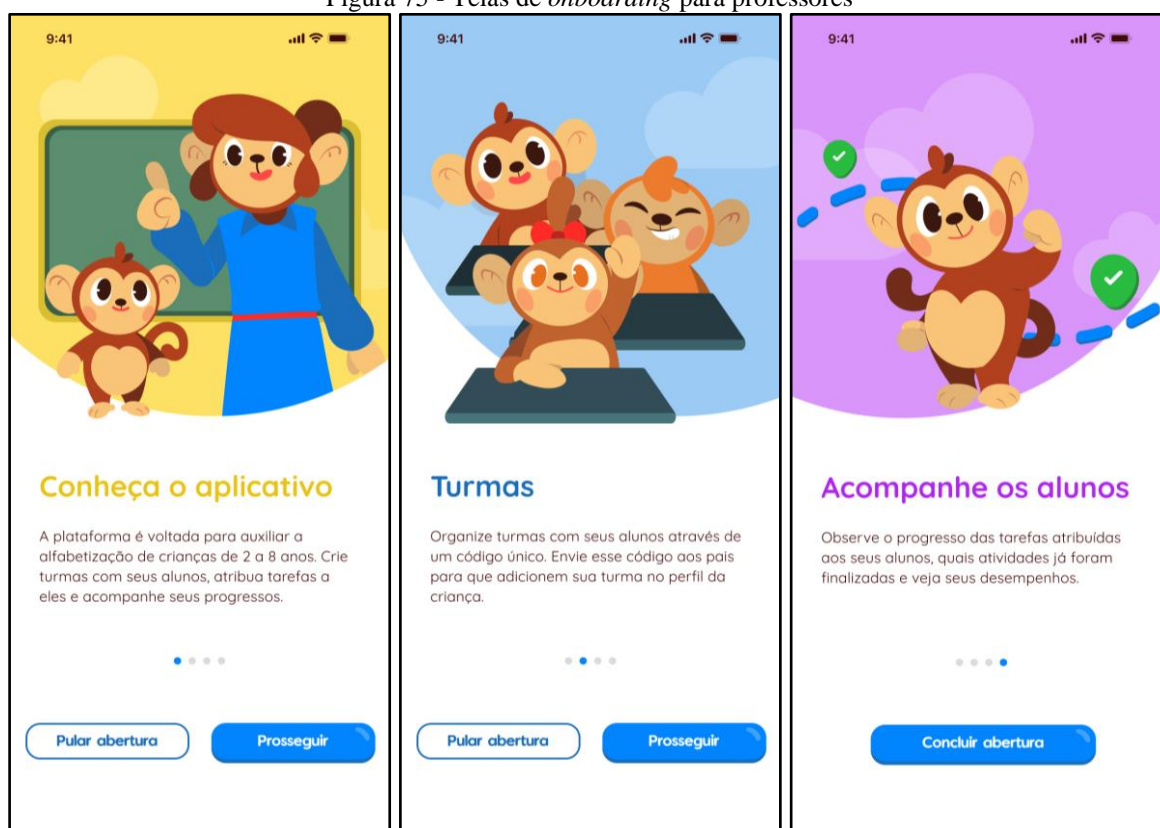 Figura 75 - Telas de onboarding para professores
9:41
Conheça o aplicativo
A plataforma é voltada para auxiliar a
alfabetização de crianças de 2 a 8 anos. Crie
turmas com seus alunos, atribua tarefas a
eles e acompanhe seus progressos.
Pular abertura
Prosseguir
9:41
Turmas
Organize turmas com seus alunos através de
um código único. Envie esse código aos pais
para que adicionem sua turma no perfil da
criança.
Pular abertura
Prosseguir
9:41
Acompanhe os alunos
Observe o progresso das tarefas atribuídas
aos seus alunos, quais atividades já foram
finalizadas e veja seus desempenhos.
Concluir abertura